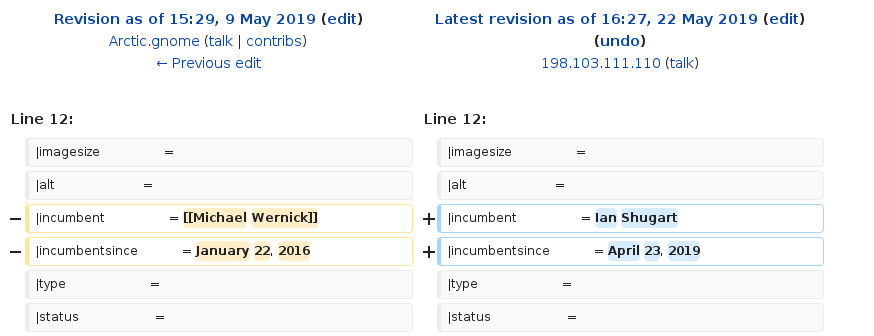 Revision as of 15:29, 9 May 2019 (edit)
Arctic.gnome (talk | contribs)
← Previous edit
Latest revision as of 16:27, 22 May 2019 (edit)
(undo)
198.103.111.110 (talk)
Line 12:
Line 12:
|imagesize =
|imagesize =
|alt =
|alt =
− |incumbent = [[Michael Wernick]]
+ |incumbent = Ian Shugart
− |incumbentsince = January 22, 2016
+ |incumbentsince = April 23, 2019
|type =
|type =
|status =
|status =